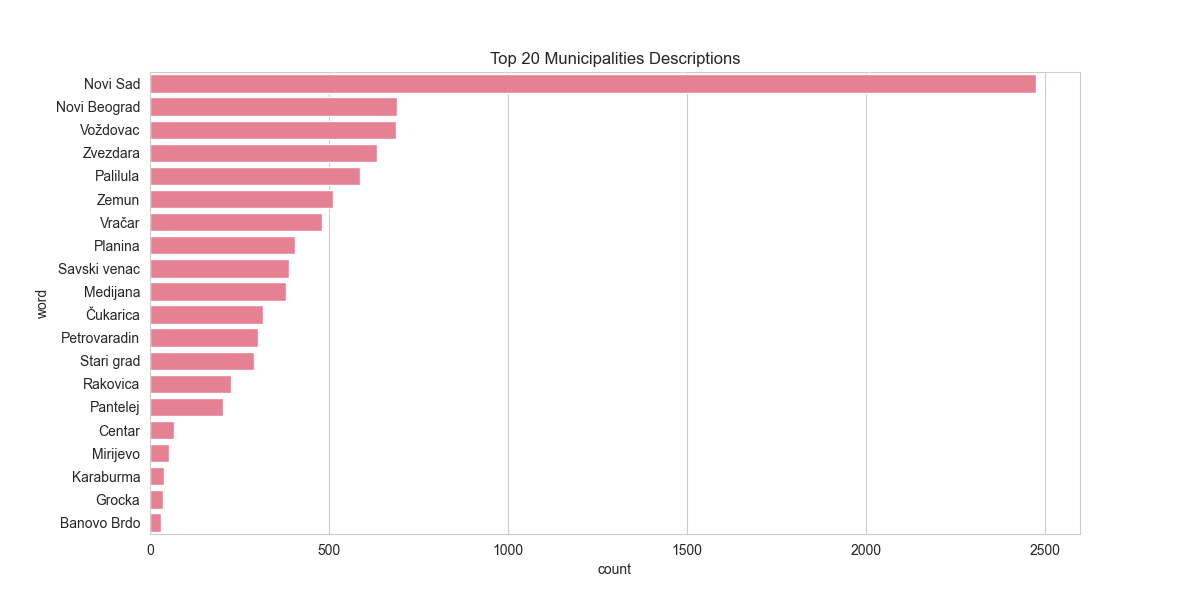 Top 20 Municipalities Descriptions
Novi Sad
Novi Beograd
Voždovac
Zvezdara
Palilula
Zemun
Vračar
Planina
Savski venac
Medijana
Čukarica
Petrovaradin
Stari grad
Rakovica
Pantelej
Centar
Mirijevo
Karaburma
Grocka
Banovo Brdo
word
0 500 1000 1500 2000 2500
count